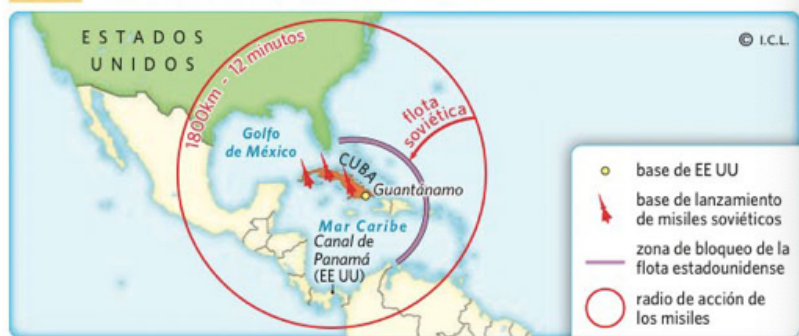 ESTADOS
UNIDOS
© I.C.L.
1800km - 12 minutos
flota
soviética
Golfo
de México
CUBA
Guantánamo
Mar Caribe
Canal de
Panamá
(EE UU)
base de EE UU
base de lanzamiento
de misiles soviéticos
zona de bloqueo de la
flota estadounidense
radio de acción de
los misiles